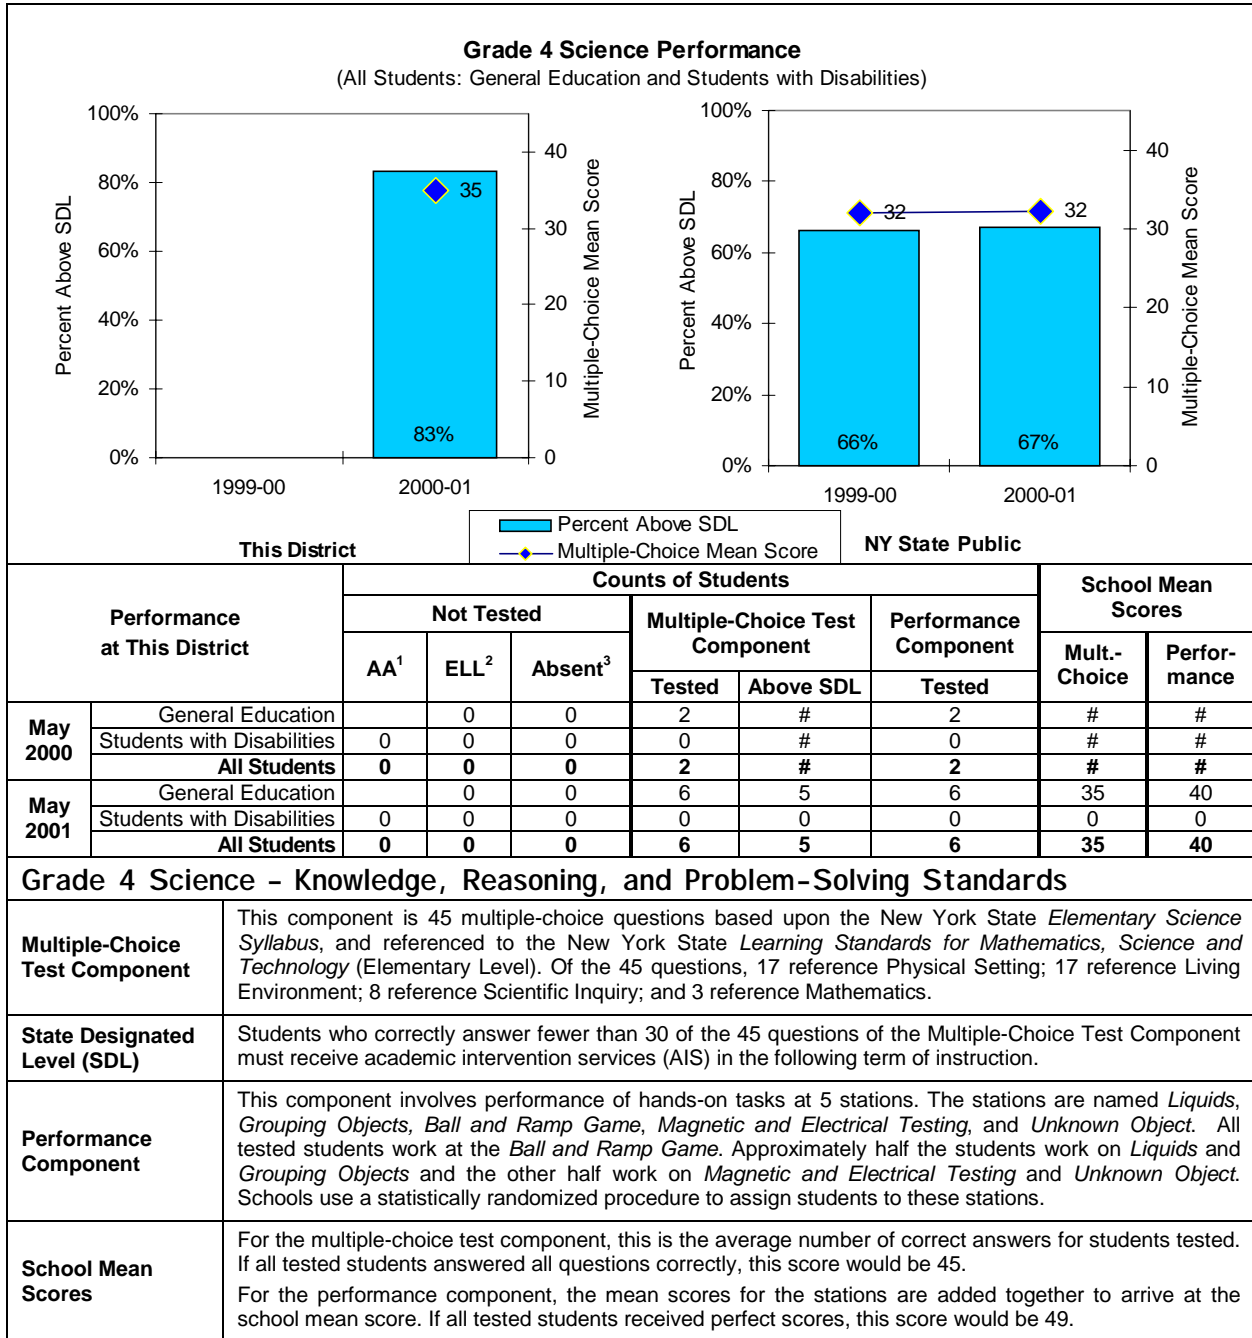 Grade 4 Science Performance
(All Students: General Education and Students with Disabilities)
100%
80%
60%
40%
20%
0%
Percent Above SDL
40
30
20
10
0
Multiple-Choice Mean Score
35
83%
1999-00
2000-01
This District
100%
80%
60%
40%
20%
0%
Percent Above SDL
40
30
20
10
0
Multiple-Choice Mean Score
32
32
66%
67%
1999-00
2000-01
NY State Public
Percent Above SDL
Multiple-Choice Mean Score
Performance
at This District
Counts of Students
School Mean
Scores
Not Tested
Multiple-Choice Test
Component
Performance
Component
Mult.-
Choice
Perfor-
mance
AA¹ ELL² Absent³
Tested Above SDL Tested
May
2000
General Education 0 0 2 # 2 # #
Students with Disabilities 0 0 0 0 # 0 # #
All Students 0 0 0 2 # 2 # #
May
2001
General Education 0 0 6 5 6 35 40
Students with Disabilities 0 0 0 0 0 0 0 0
All Students 0 0 0 6 5 6 35 40
Grade 4 Science – Knowledge, Reasoning, and Problem-Solving Standards
Multiple-Choice
Test Component
This component is 45 multiple-choice questions based upon the New York State Elementary Science
Syllabus, and referenced to the New York State Learning Standards for Mathematics, Science and
Technology (Elementary Level). Of the 45 questions, 17 reference Physical Setting; 17 reference Living
Environment; 8 reference Scientific Inquiry; and 3 reference Mathematics.
State Designated
Level (SDL)
Students who correctly answer fewer than 30 of the 45 questions of the Multiple-Choice Test Component
must receive academic intervention services (AIS) in the following term of instruction.
Performance
Component
This component involves performance of hands-on tasks at 5 stations. The stations are named Liquids,
Grouping Objects, Ball and Ramp Game, Magnetic and Electrical Testing, and Unknown Object. All
tested students work at the Ball and Ramp Game. Approximately half the students work on Liquids and
Grouping Objects and the other half work on Magnetic and Electrical Testing and Unknown Object.
Schools use a statistically randomized procedure to assign students to these stations.
School Mean
Scores
For the multiple-choice test component, this is the average number of correct answers for students tested.
If all tested students answered all questions correctly, this score would be 45.
For the performance component, the mean scores for the stations are added together to arrive at the
school mean score. If all tested students received perfect scores, this score would be 49.